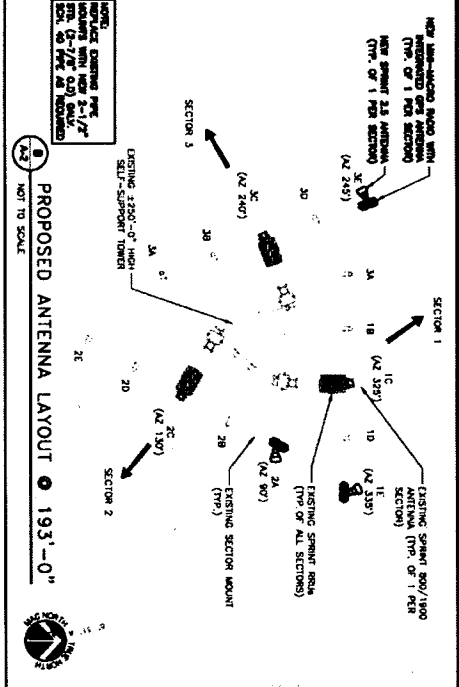 NEW MINI-MACRO RADIO WITH
INTEGRATED GPS ANTENNA
(TYP. OF 1 PER SECTOR)
NEW SPRINT 2.5 ANTENNA
(TYP. OF 1 PER SECTOR)
3E
(AZ 245°)
3D
SECTOR 3
3C
(AZ 240°)
3B
3A
EXISTING ±250'-0" HIGH
SELF-SUPPORT TOWER
NOTE:
REPLACE EXISTING PIPE
MOUNTS WITH NEW 2-1/2"
STD. (2-7/8" O.D) ONLY.
SCH. 40 PIPE AS REQUIRED
SECTOR 1
3A
1B
1C
(AZ 325°)
1D
1E
(AZ 335°)
EXISTING SPRINT 800/1900
ANTENNA (TYP. OF 1 PER
SECTOR)
EXISTING SPRINT RRUs
(TYP. OF ALL SECTORS)
2A
(AZ 90°)
EXISTING SECTOR MOUNT
(TYP.)
2B
2C
(AZ 130°)
2D
2E
SECTOR 2
B
A-2
PROPOSED ANTENNA LAYOUT @ 193'-0"
NOT TO SCALE
MAG NORTH
TRUE NORTH